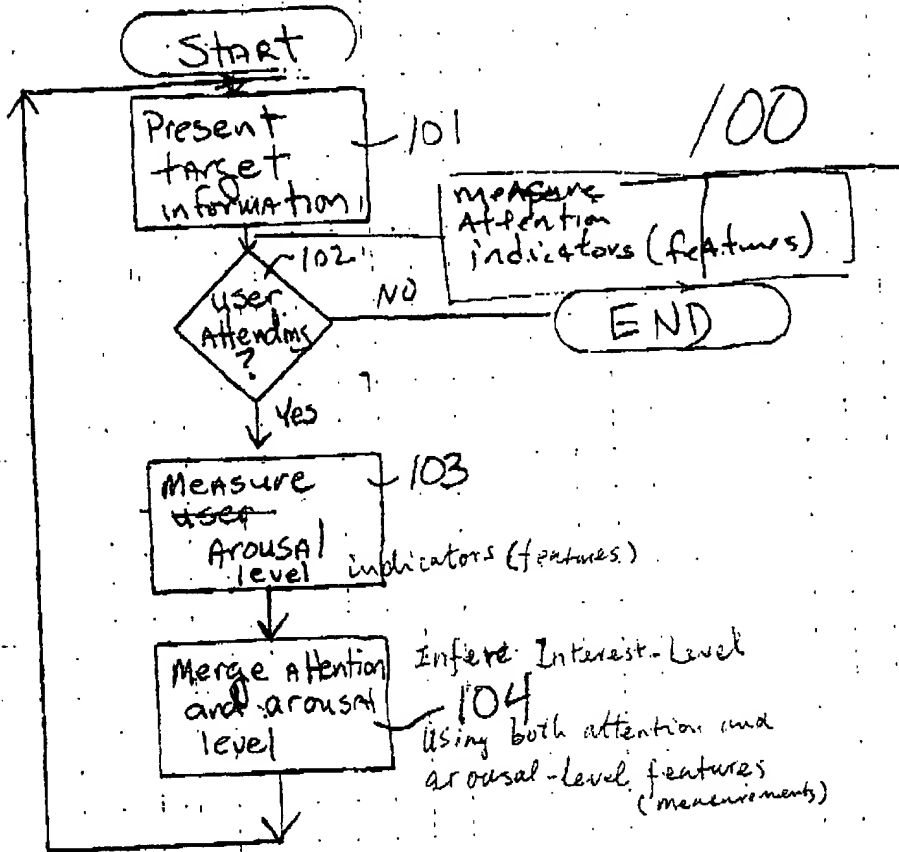 START
Present
target
information
101
100
measure
Attention
indicators (features)
102
user
Attending
?
NO
END
Yes
Measure
user
Arousal
level
indicators (features)
103
Merge Attention
and arousal
level
104
Infere Interest-Level
Using both attention and
arousal-level features
(measurements)